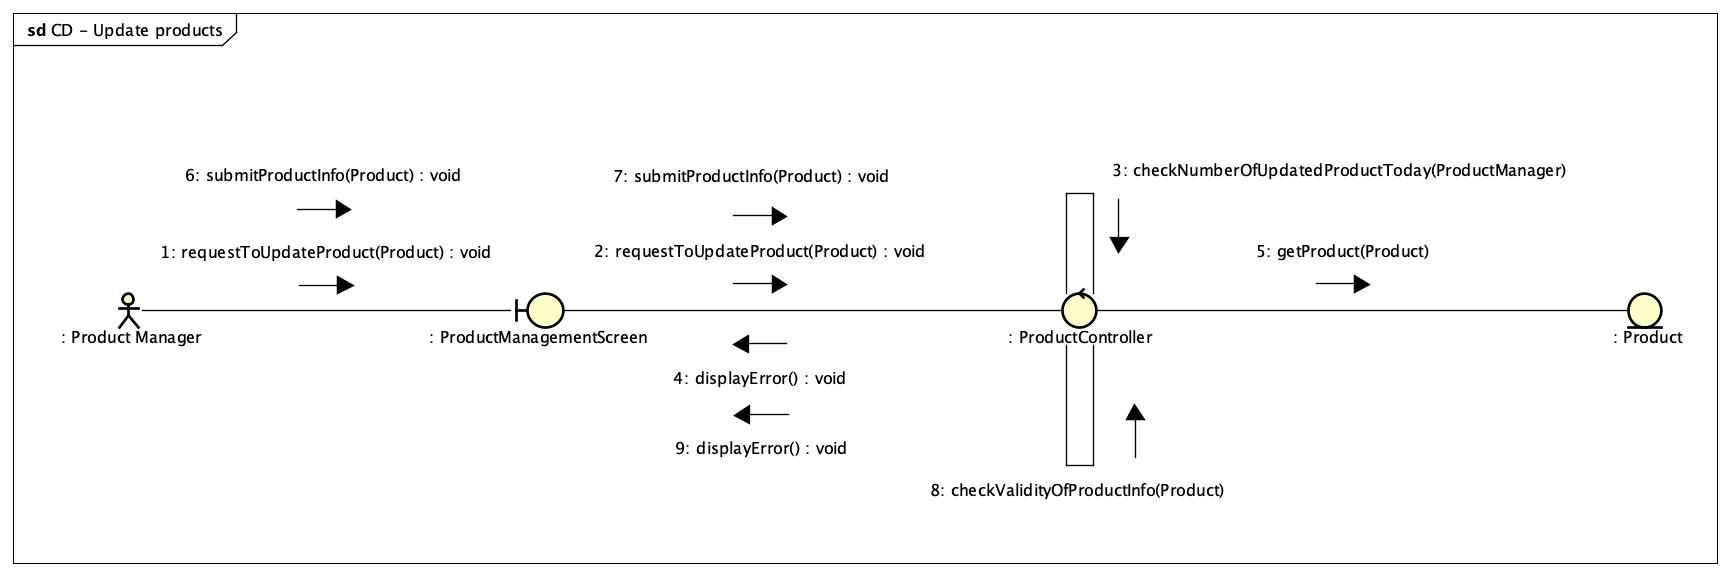 sd CD - Update products
3: checkNumberOfUpdatedProductToday(ProductManager)
6: submitProductInfo(Product) : void
7: submitProductInfo(Product) : void
1: requestToUpdateProduct(Product) : void
2: requestToUpdateProduct(Product) : void
5: getProduct(Product)
: Product Manager
: ProductManagementScreen
: ProductController
: Product
4: displayError() : void
9: displayError() : void
8: checkValidityOfProductInfo(Product)